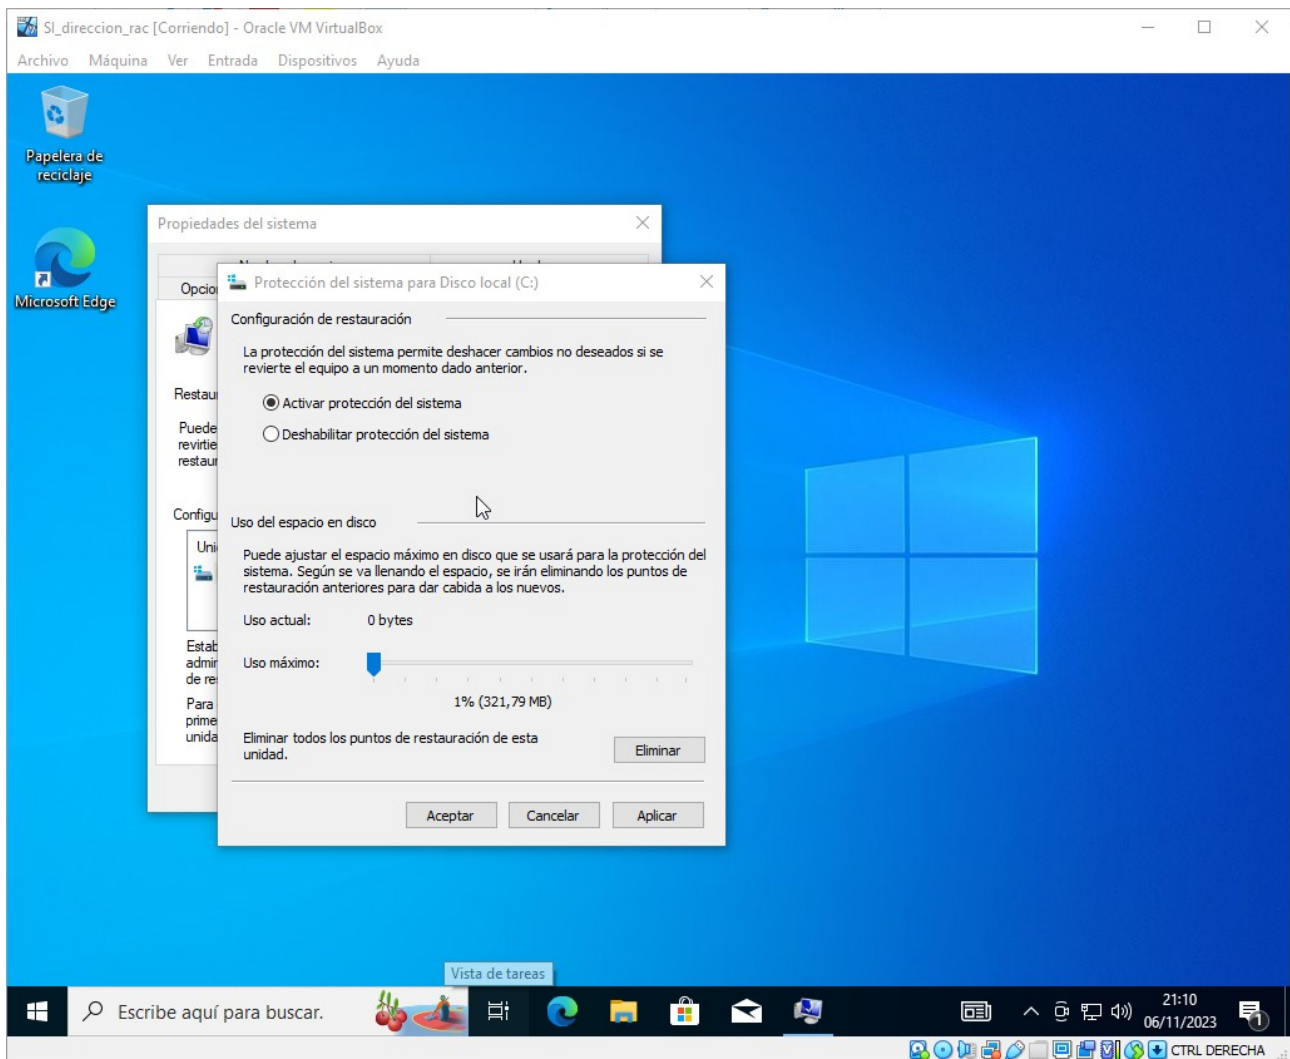 SI_direccion_rac [Corriendo] - Oracle VM VirtualBox
Archivo Máquina Ver Entrada Dispositivos Ayuda
Papelera de
reciclaje
Microsoft Edge
Propiedades del sistema
Opcio
Restau
Puede
revirtie
restaur
Configu
Uni
Estab
admir
de re
Para
prime
unida
Protección del sistema para Disco local (C:)
Configuración de restauración
La protección del sistema permite deshacer cambios no deseados si se
revierte el equipo a un momento dado anterior.
Activar protección del sistema
Deshabilitar protección del sistema
Uso del espacio en disco
Puede ajustar el espacio máximo en disco que se usará para la protección del
sistema. Según se va llenando el espacio, se irán eliminando los puntos de
restauración anteriores para dar cabida a los nuevos.
Uso actual: 0 bytes
Uso máximo:
1% (321,79 MB)
Eliminar todos los puntos de restauración de esta
unidad.
Eliminar
Aceptar Cancelar Aplicar
Vista de tareas
Escribe aquí para buscar.
21:10
06/11/2023
1
CTRL DERECHA